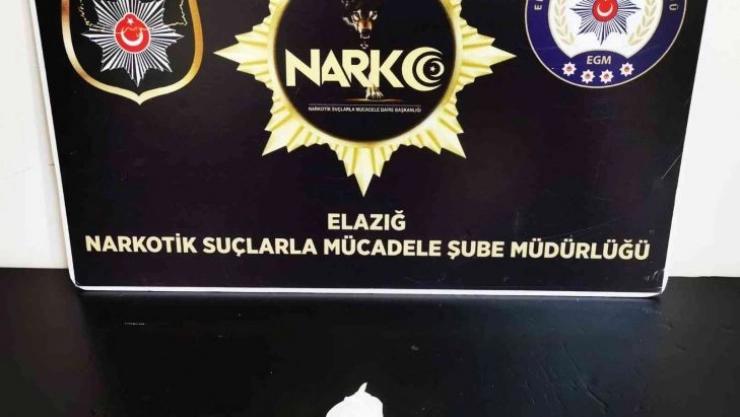 NARKO
NARKOTİK SUÇLARLA MÜCADELE DAİRE BAŞKANLIĞI
EGM
ELAZIĞ
NARKOTİK SUÇLARLA MÜCADELE ŞUBE MÜDÜRLÜĞÜ